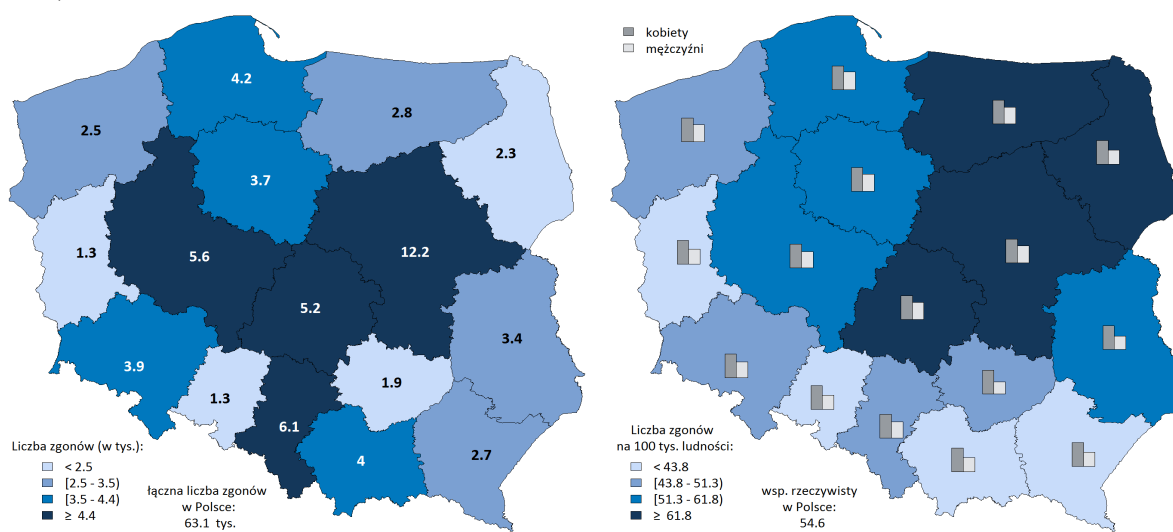 4.2
2.5
2.8
2.3
3.7
1.3
5.6
12.2
5.2
3.4
3.9
1.9
1.3
6.1
4
2.7
Liczba zgonów (w tys.):
< 2.5
[2.5 - 3.5)
[3.5 - 4.4)
≥ 4.4
łączna liczba zgonów
w Polsce:
63.1 tys.
kobiety
mężczyźni
Liczba zgonów
na 100 tys. ludności:
< 43.8
[43.8 - 51.3)
[51.3 - 61.8)
≥ 61.8
wsp. rzeczywisty
w Polsce:
54.6